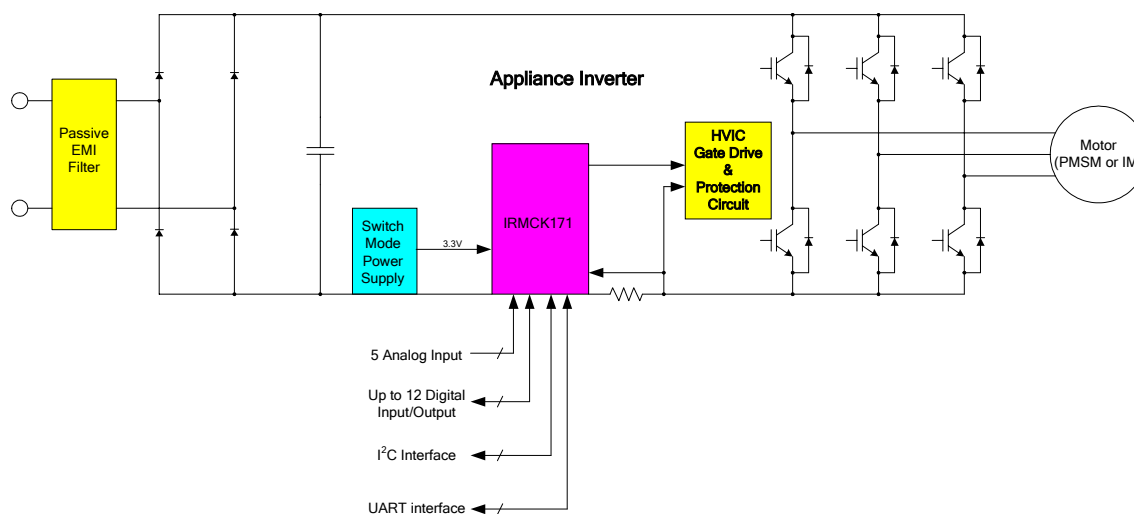 Appliance Inverter
Passive
EMI
Filter
HVIC
Gate Drive
&
Protection
Circuit
Motor
(PMSM or IM
IRMCK171
Switch
Mode
Power
Supply
3.3V
5 Analog Input
Up to 12 Digital
Input/Output
I²C Interface
UART interface